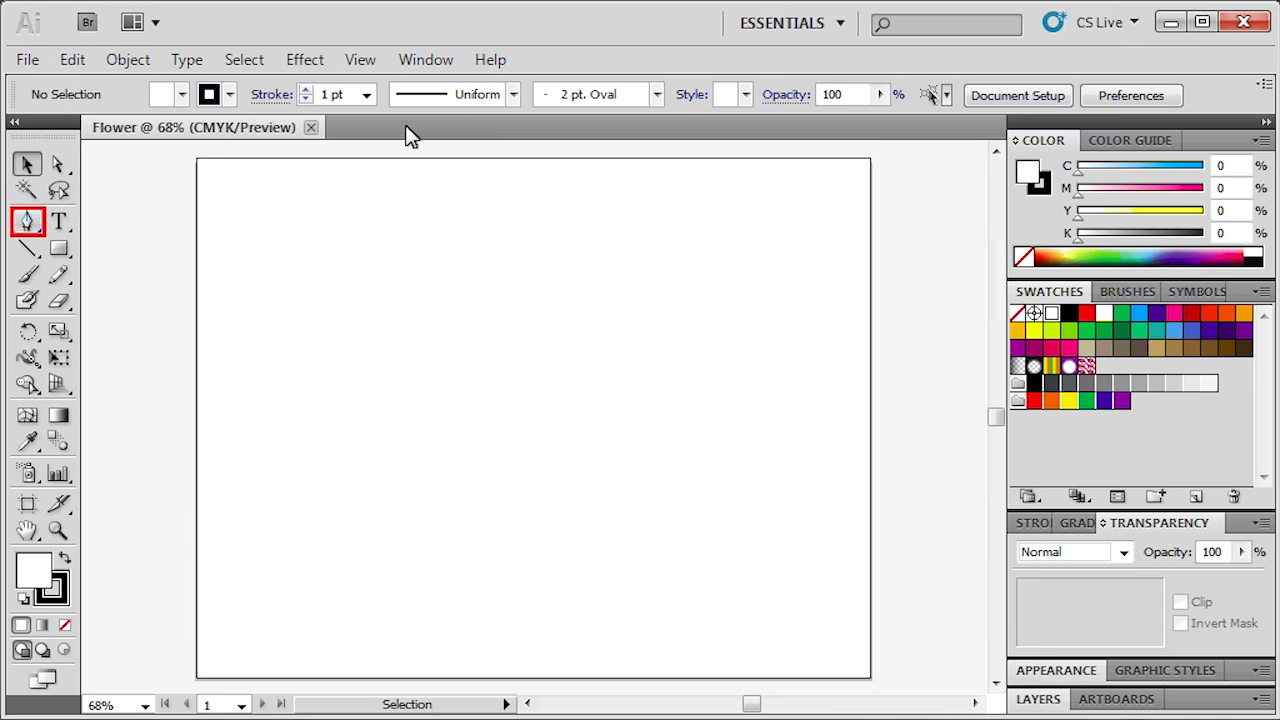 Ai Br ESSENTIALS CS Live
File Edit Object Type Select Effect View Window Help
No Selection Stroke: 1 pt Uniform - 2 pt. Oval Style: Opacity: 100 % Document Setup Preferences
Flower @ 68% (CMYK/Preview)
COLOR COLOR GUIDE
C 0 %
M 0 %
Y 0 %
K 0 %
T
SWATCHES BRUSHES SYMBOLS
STRO GRAD TRANSPARENCY
Normal Opacity: 100 %
Clip
Invert Mask
APPEARANCE GRAPHIC STYLES
LAYERS ARTBOARDS
68% 1 Selection